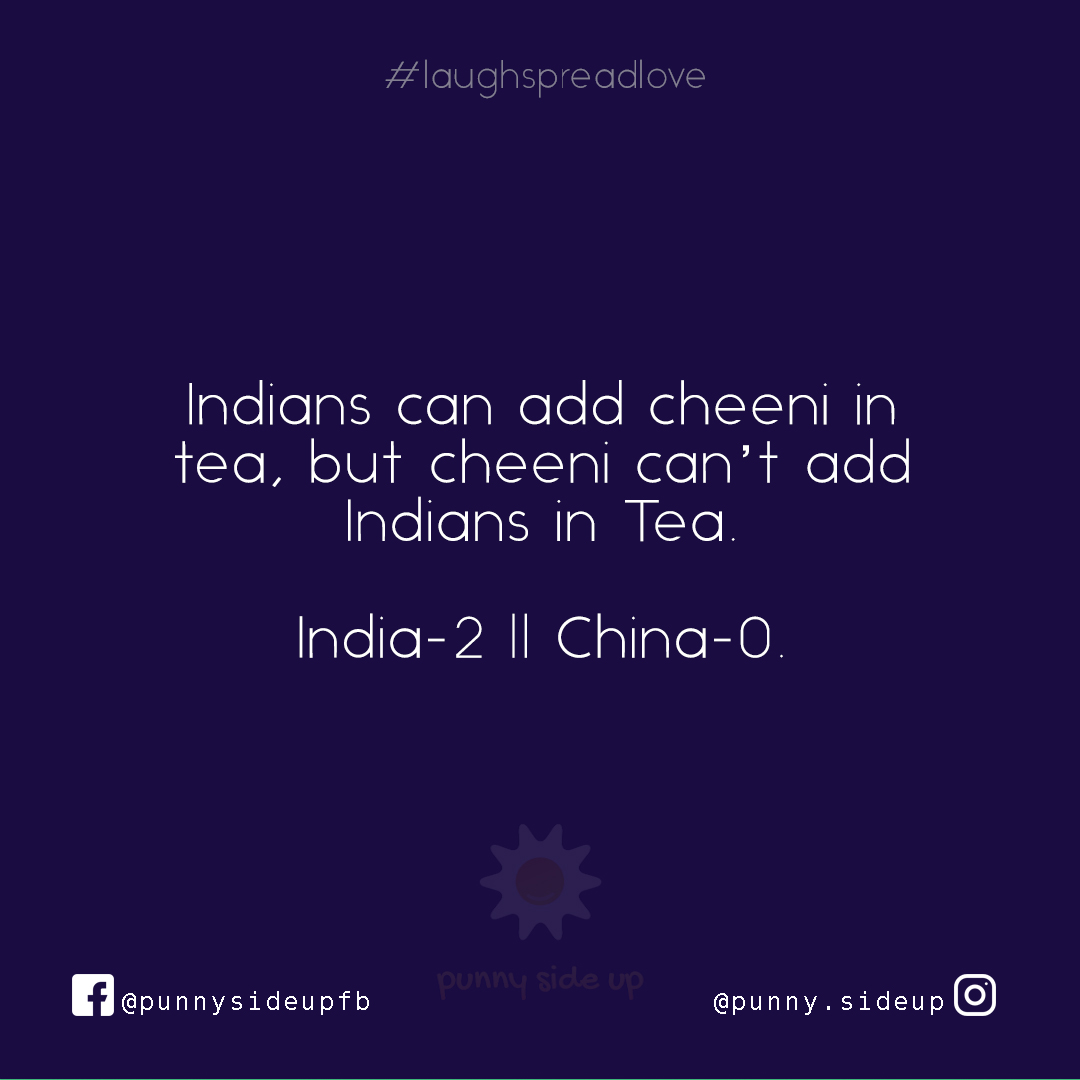 #laughspreadlove
Indians can add cheeni in
tea, but cheeni can't add
Indians in Tea.
India-2 || China-0.
punny side up
@punnysideupfb
@punny.sideup